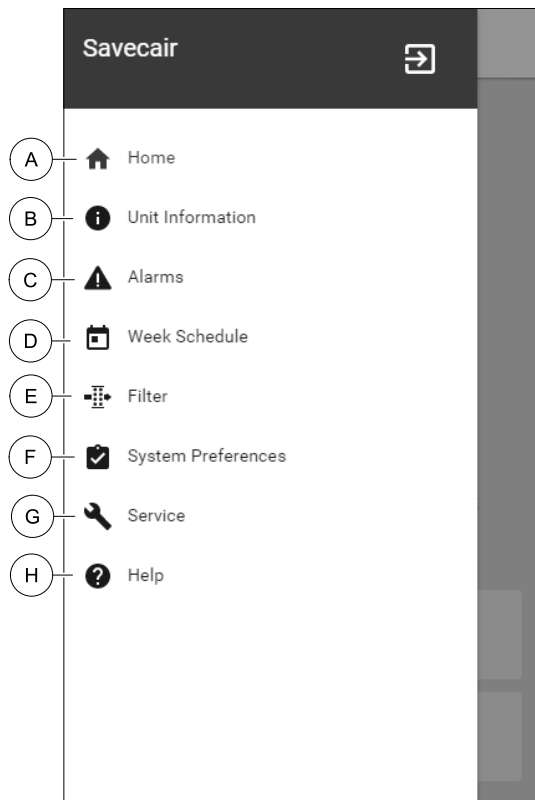 Savecair
A Home
B Unit Information
C Alarms
D Week Schedule
E Filter
F System Preferences
G Service
H Help